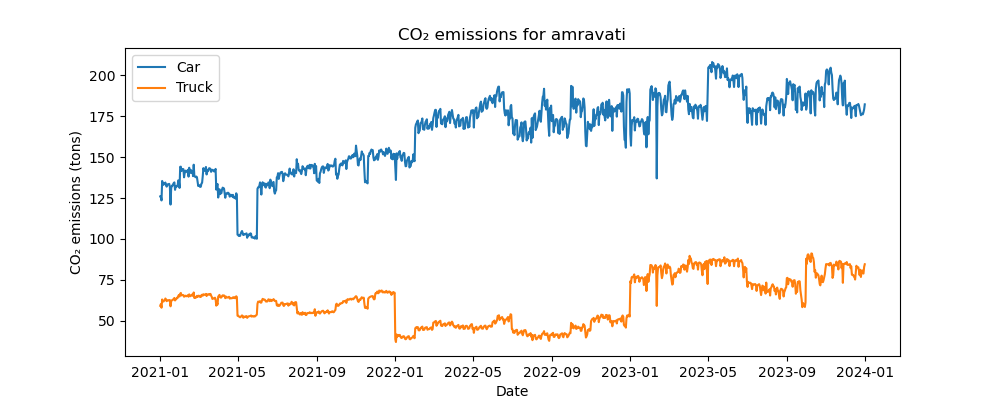 CO₂ emissions for amravati
Car
Truck
CO₂ emissions (tons)
200
175
150
125
100
75
50
2021-01 2021-05 2021-09 2022-01 2022-05 2022-09 2023-01 2023-05 2023-09 2024-01
Date